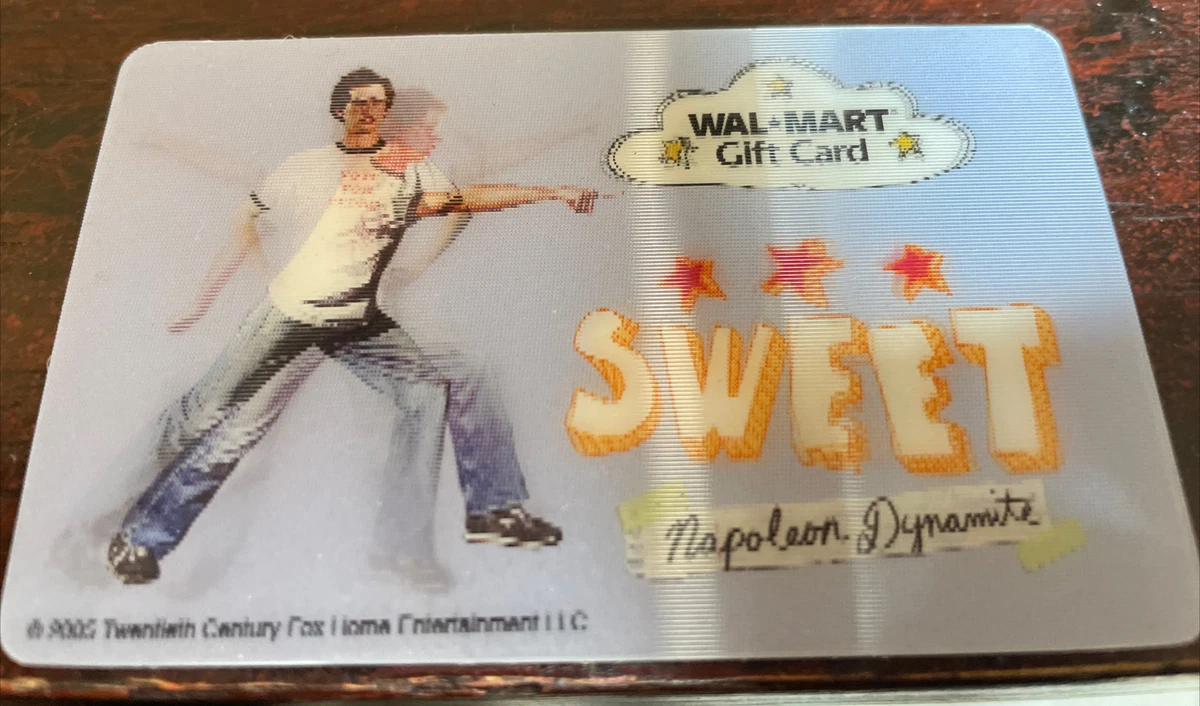 WAL★MART
Gift Card
SWEET
Napoleon Dynamite
© 2005 Twentieth Century Fox Home Entertainment LLC